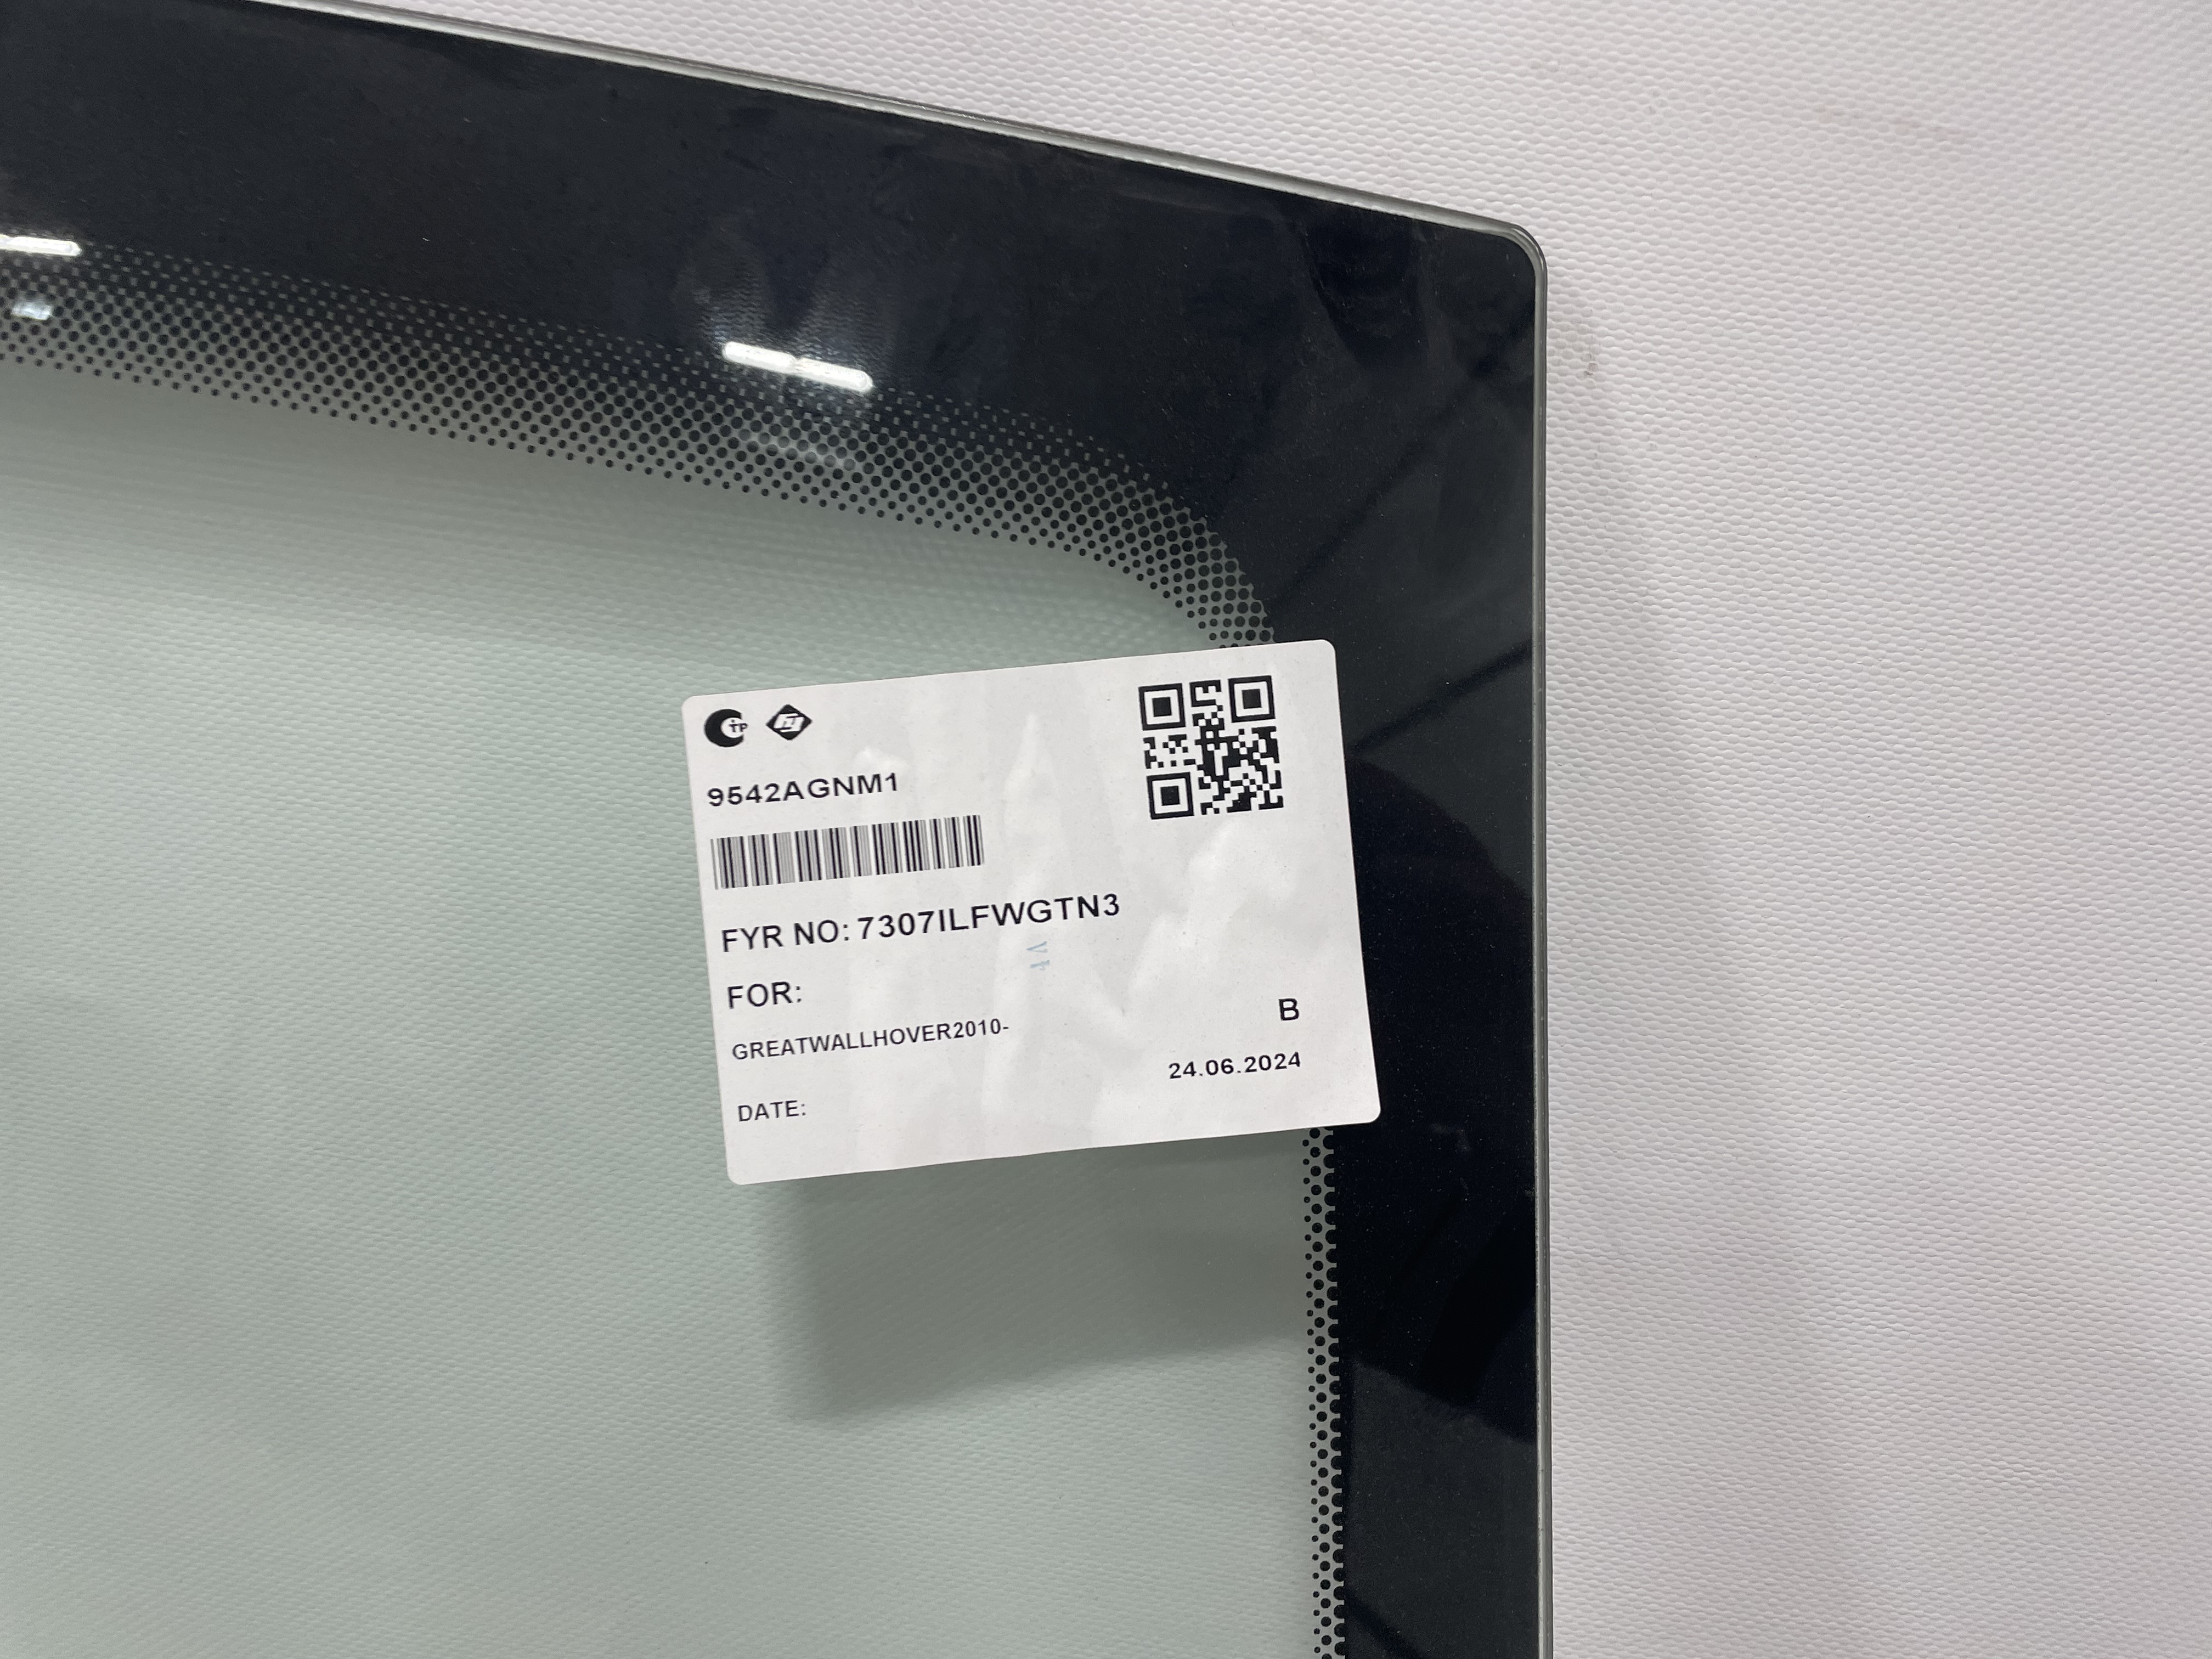 9542AGNM1
FYR NO: 7307ILFWGTN3
FOR:
GREATWALLHOVER2010-
B
24.06.2024
DATE: